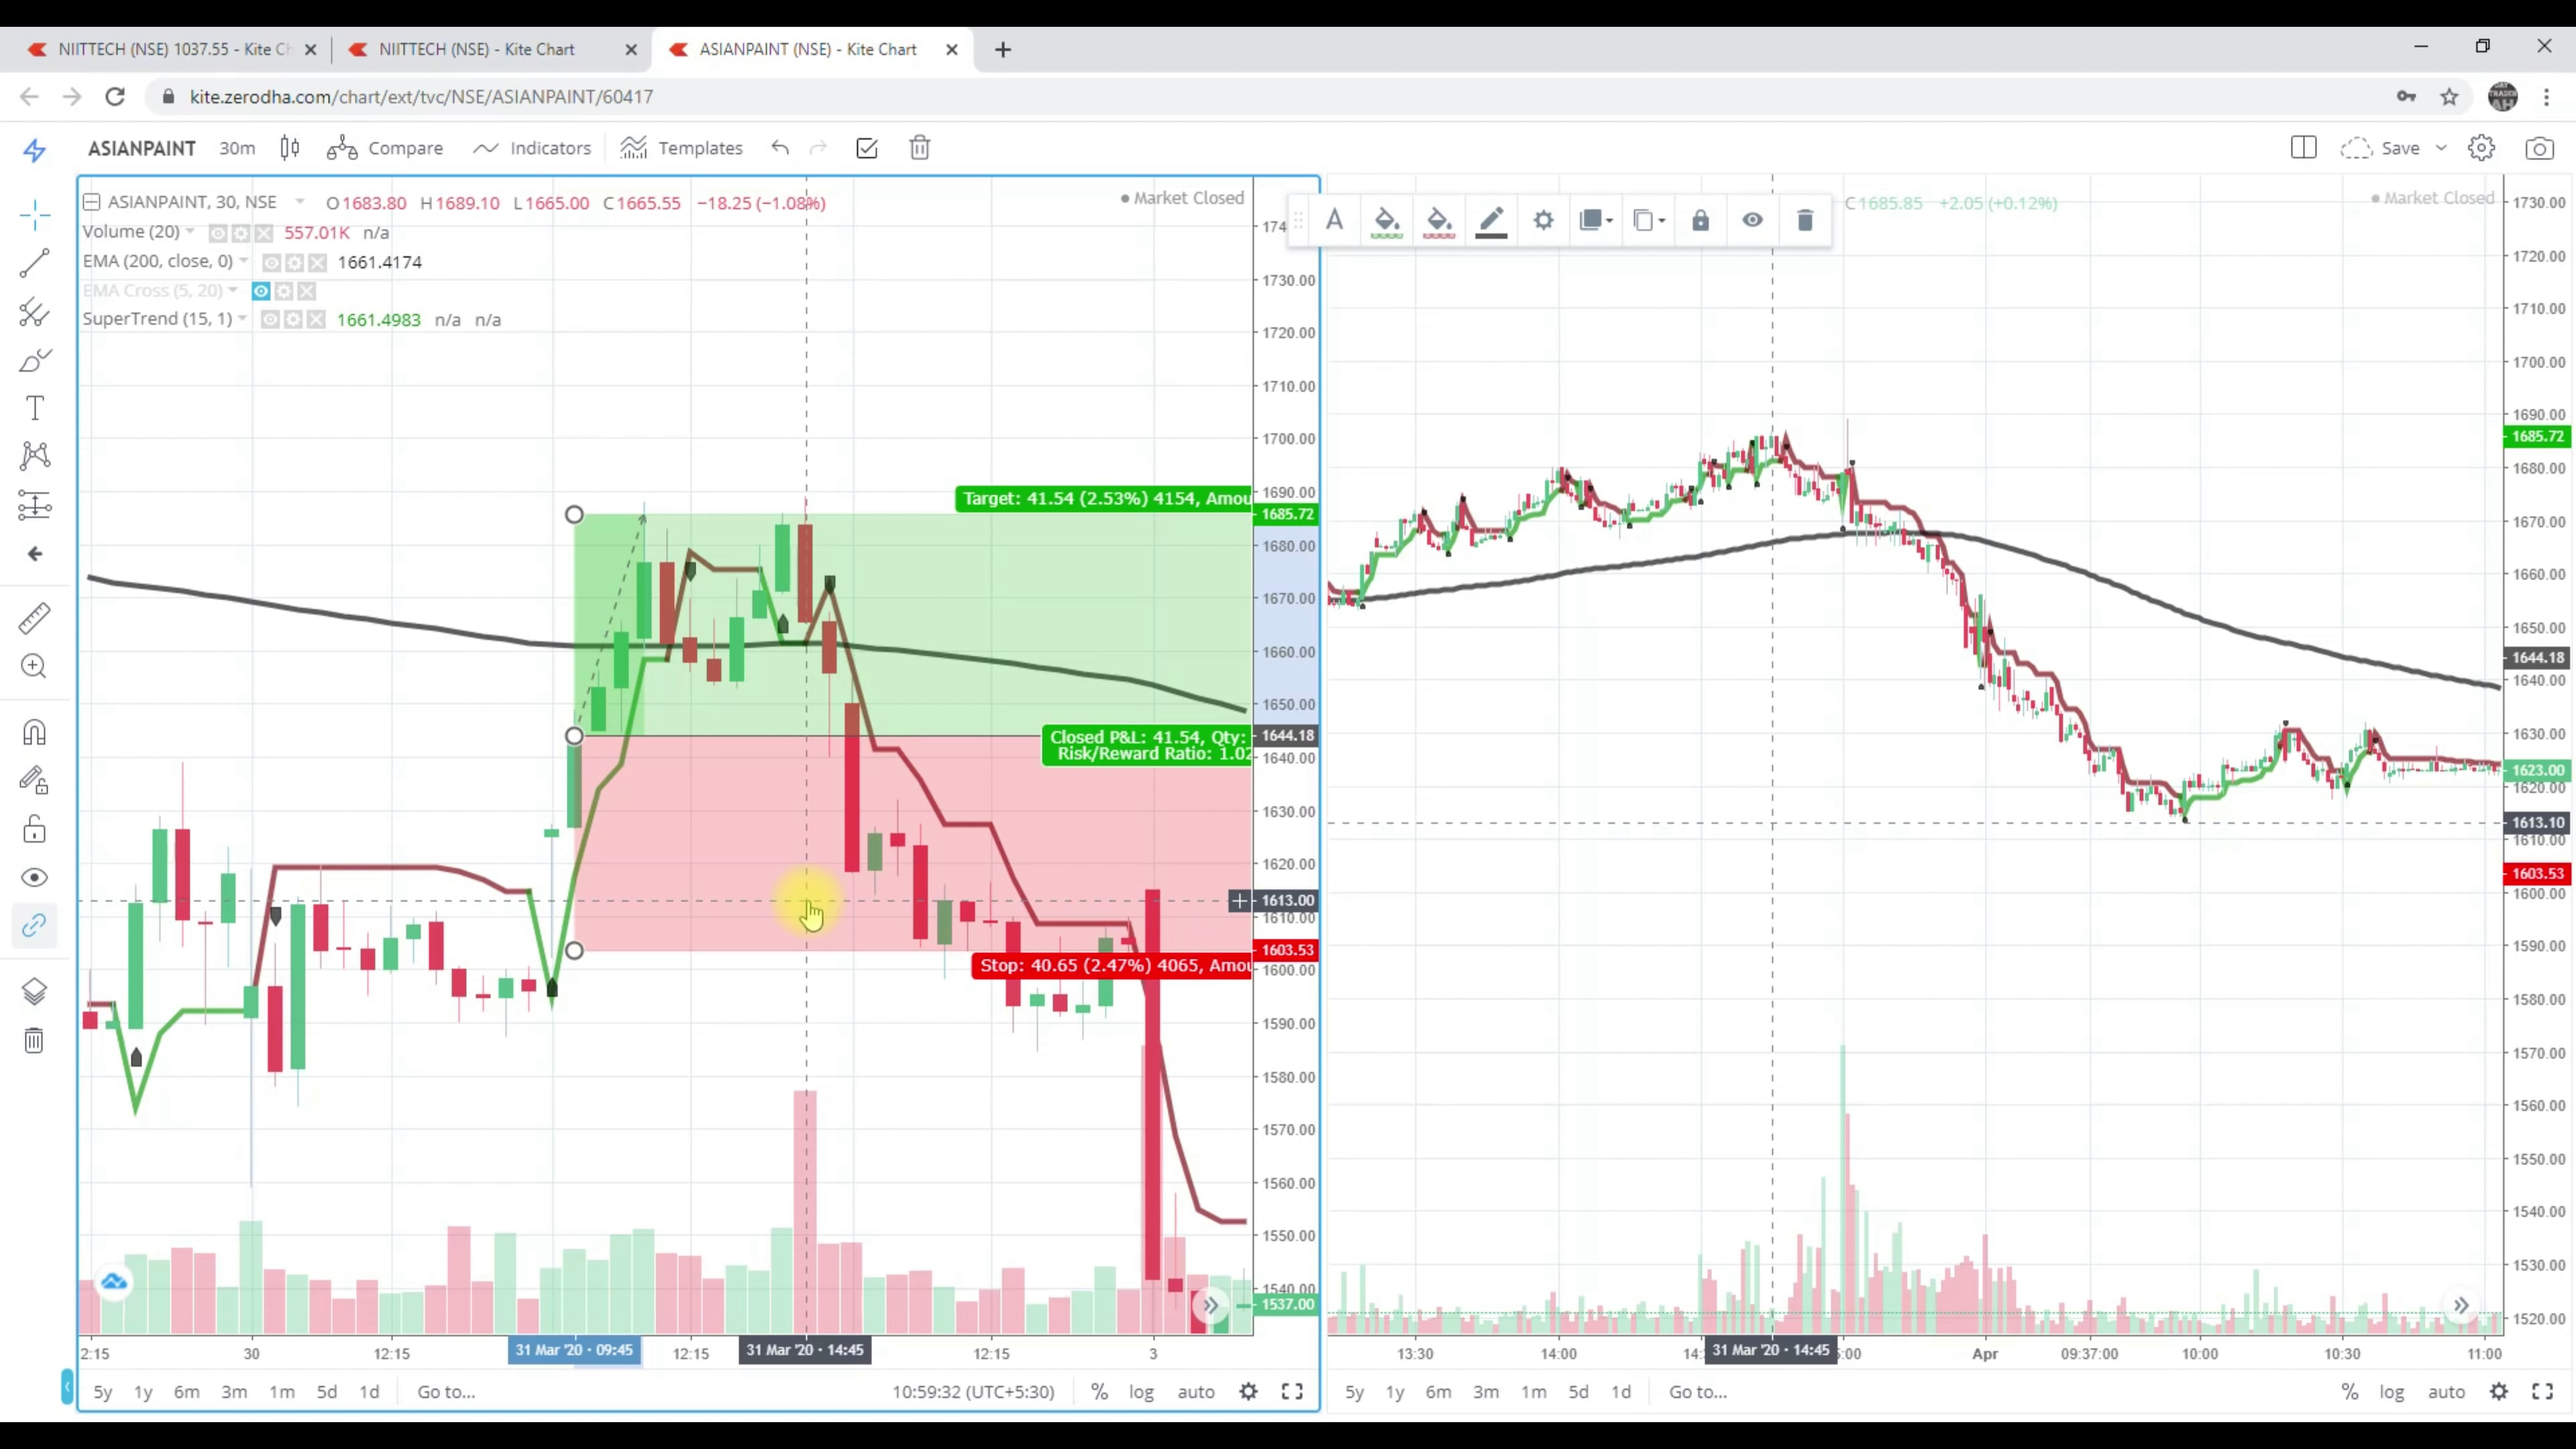 NIITTECH (NSE) 1037.55 - Kite Ch
NIITTECH (NSE) - Kite Chart
ASIANPAINT (NSE) - Kite Chart
kite.zerodha.com/chart/ext/tvc/NSE/ASIANPAINT/60417
ASIANPAINT 30m Compare Indicators Templates Save
ASIANPAINT, 30, NSE O1683.80 H1689.10 L1665.00 C1665.55 −18.25 (−1.08%)
Market Closed
Volume (20) 557.01K n/a
EMA (200, close, 0) 1661.4174
EMA Cross (5, 20)
SuperTrend (15, 1) 1661.4983 n/a n/a
Target: 41.54 (2.53%) 4154, Amou
Closed P&L: 41.54, Qty:
Risk/Reward Ratio: 1.02
Stop: 40.65 (2.47%) 4065, Amou
174
1730.00
1720.00
1710.00
1700.00
1690.00
1685.72
1680.00
1670.00
1660.00
1650.00
1644.18
1640.00
1630.00
1620.00
1613.00
1610.00
1603.53
1600.00
1590.00
1580.00
1570.00
1560.00
1550.00
1540.00
1537.00
2:15 30 12:15 31 Mar '20 · 09:45 12:15 31 Mar '20 · 14:45 12:15 3
5y 1y 6m 3m 1m 5d 1d Go to... 10:59:32 (UTC+5:30) % log auto
A
C1685.85 +2.05 (+0.12%)
Market Closed
1730.00
1720.00
1710.00
1700.00
1690.00
1685.72
1680.00
1670.00
1660.00
1650.00
1644.18
1640.00
1630.00
1623.00
1620.00
1613.10
1610.00
1603.53
1600.00
1590.00
1580.00
1570.00
1560.00
1550.00
1540.00
1530.00
1520.00
13:30 14:00 14: 31 Mar '20 · 14:45 5:00 Apr 09:37:00 10:00 10:30 11:00
5y 1y 6m 3m 1m 5d 1d Go to... % log auto